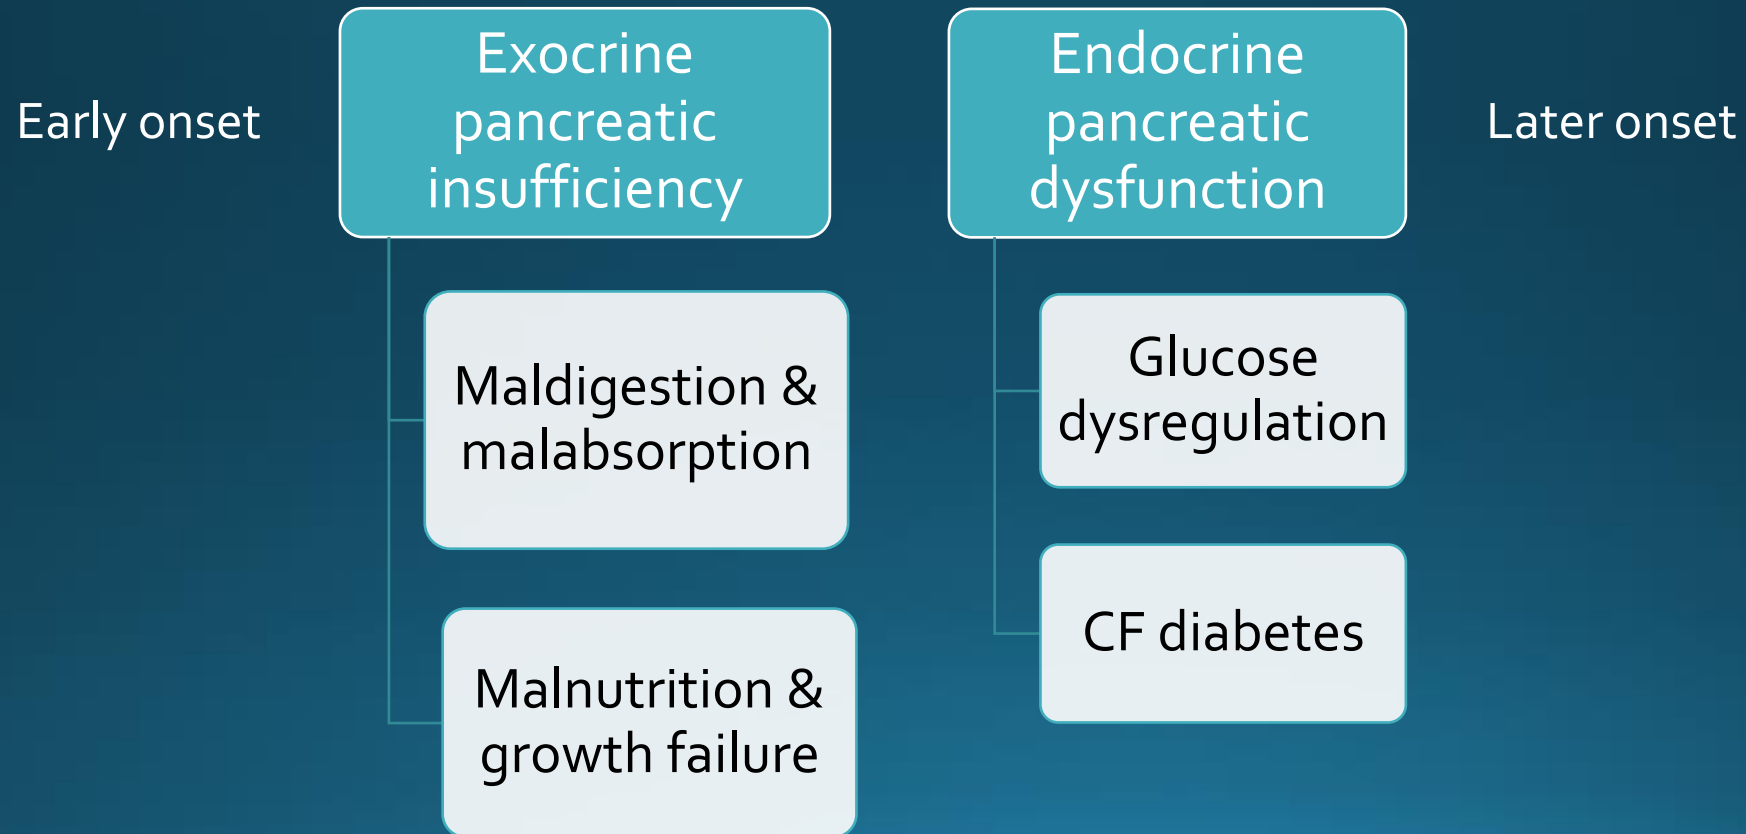 Early onset
Exocrine
pancreatic
insufficiency
Maldigestion &
malabsorption
Malnutrition &
growth failure
Endocrine
pancreatic
dysfunction
Later onset
Glucose
dysregulation
CF diabetes